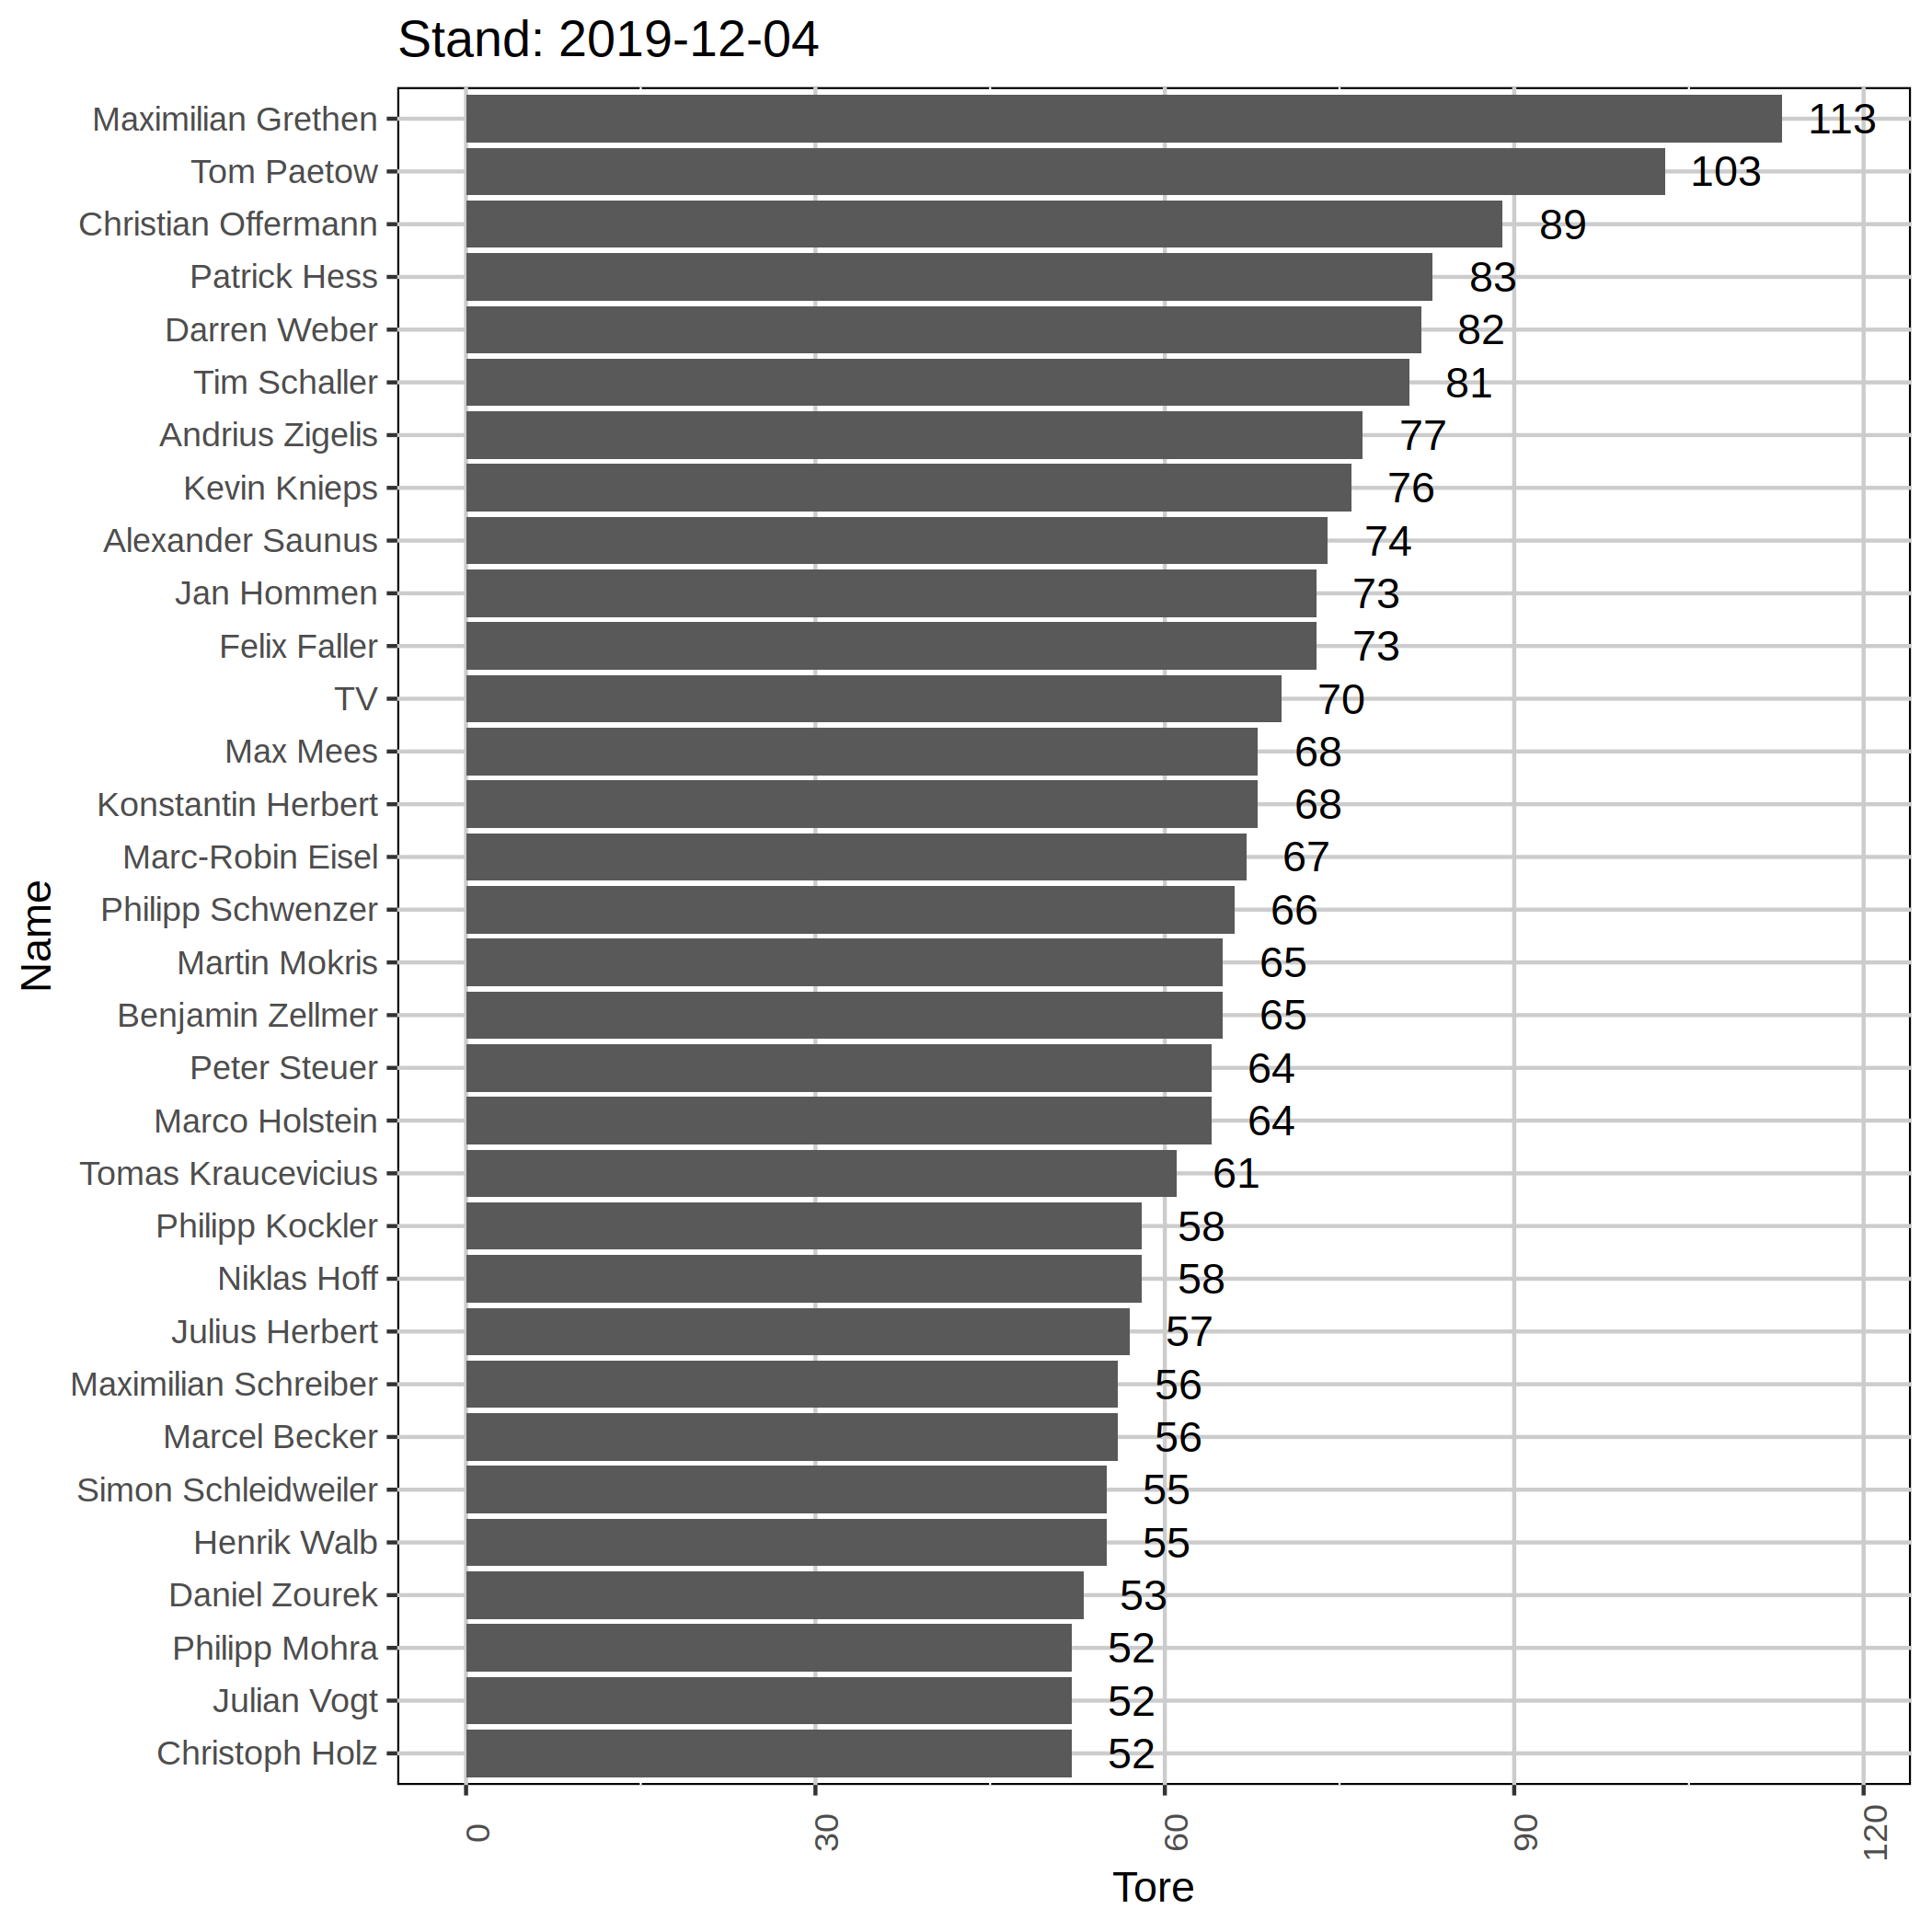 Stand: 2019-12-04
Maximilian Grethen 113
Tom Paetow 103
Christian Offermann 89
Patrick Hess 83
Darren Weber 82
Tim Schaller 81
Andrius Zigelis 77
Kevin Knieps 76
Alexander Saunus 74
Jan Hommen 73
Felix Faller 73
TV 70
Max Mees 68
Konstantin Herbert 68
Marc-Robin Eisel 67
Philipp Schwenzer 66
Martin Mokris 65
Benjamin Zellmer 65
Peter Steuer 64
Marco Holstein 64
Tomas Kraucevicius 61
Philipp Kockler 58
Niklas Hoff 58
Julius Herbert 57
Maximilian Schreiber 56
Marcel Becker 56
Simon Schleidweiler 55
Henrik Walb 55
Daniel Zourek 53
Philipp Mohra 52
Julian Vogt 52
Christoph Holz 52
Name
0 30 60 90 120
Tore